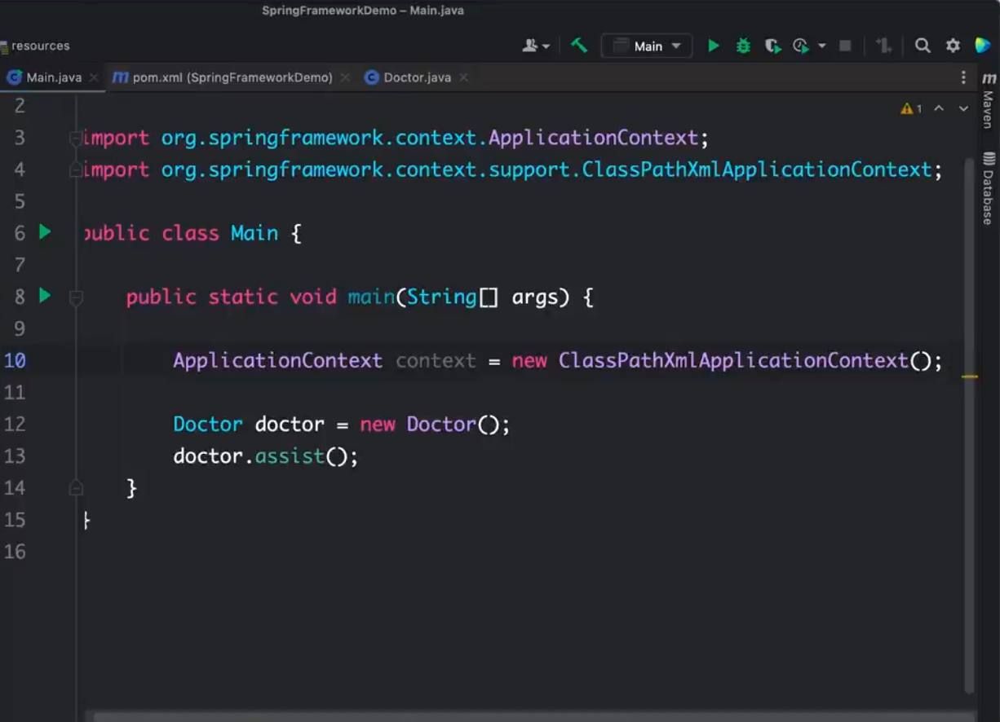 SpringFrameworkDemo – Main.java
resources
Main
Main.java
pom.xml (SpringFrameworkDemo)
Doctor.java
m
Maven
Database
1
2
3 import org.springframework.context.ApplicationContext;
4 import org.springframework.context.support.ClassPathXmlApplicationContext;
5
6 public class Main {
7
8 public static void main(String[] args) {
9
10 ApplicationContext context = new ClassPathXmlApplicationContext();
11
12 Doctor doctor = new Doctor();
13 doctor.assist();
14 }
15 }
16